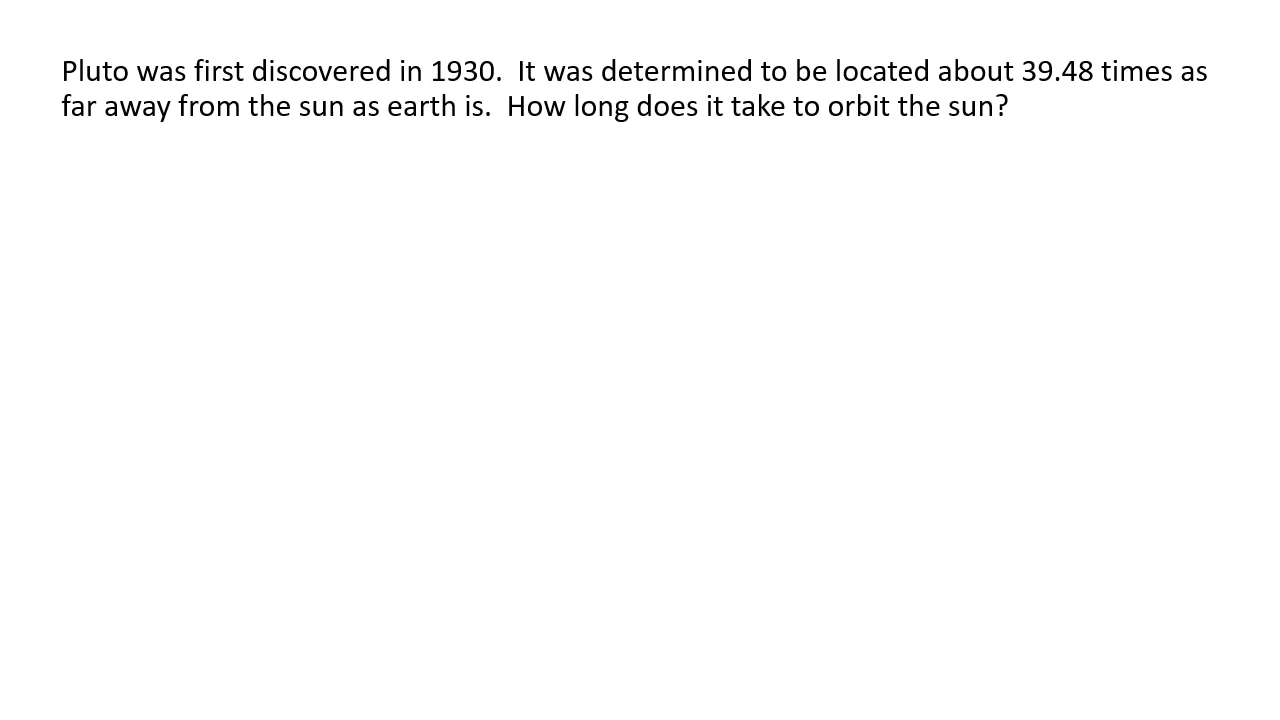 Pluto was first discovered in 1930.  It was determined to be located about 39.48 times as
far away from the sun as earth is.  How long does it take to orbit the sun?